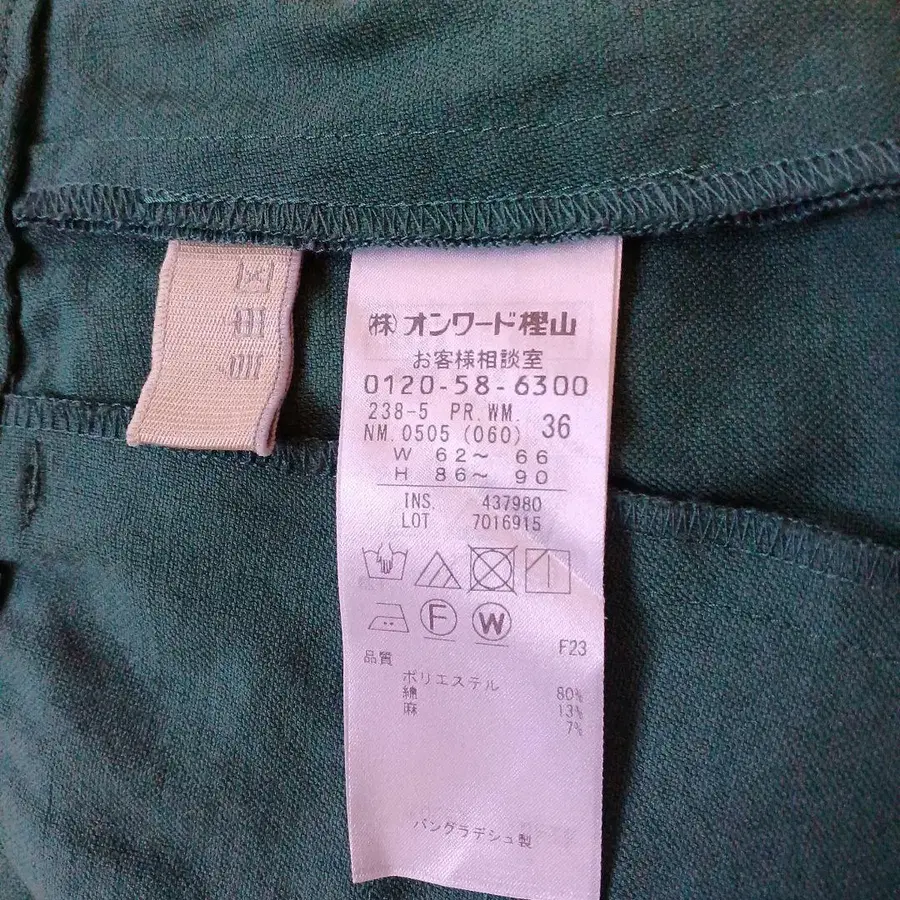 (株)オンワード樫山
お客様相談室
0120-58-6300
238-5 PR.WM.
NM.0505 (060) 36
W 62~ 66
H 86~ 90
INS. 437980
LOT 7016915
F W
F23
品質
ポリエステル 80%
綿 13%
麻 7%
バングラデシュ製